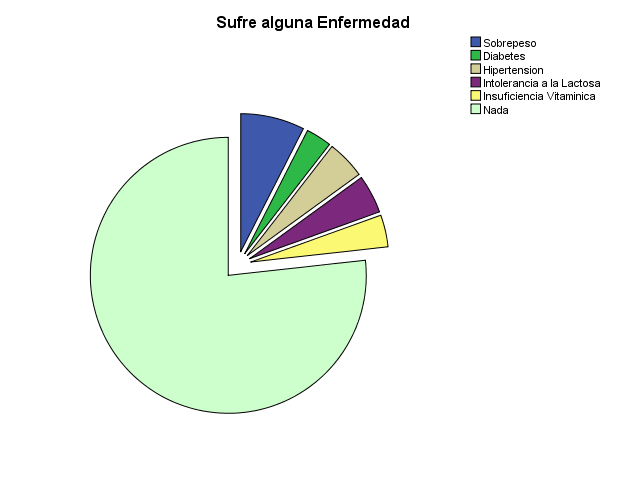 Sufre alguna Enfermedad
Sobrepeso
Diabetes
Hipertension
Intolerancia a la Lactosa
Insuficiencia Vitaminica
Nada